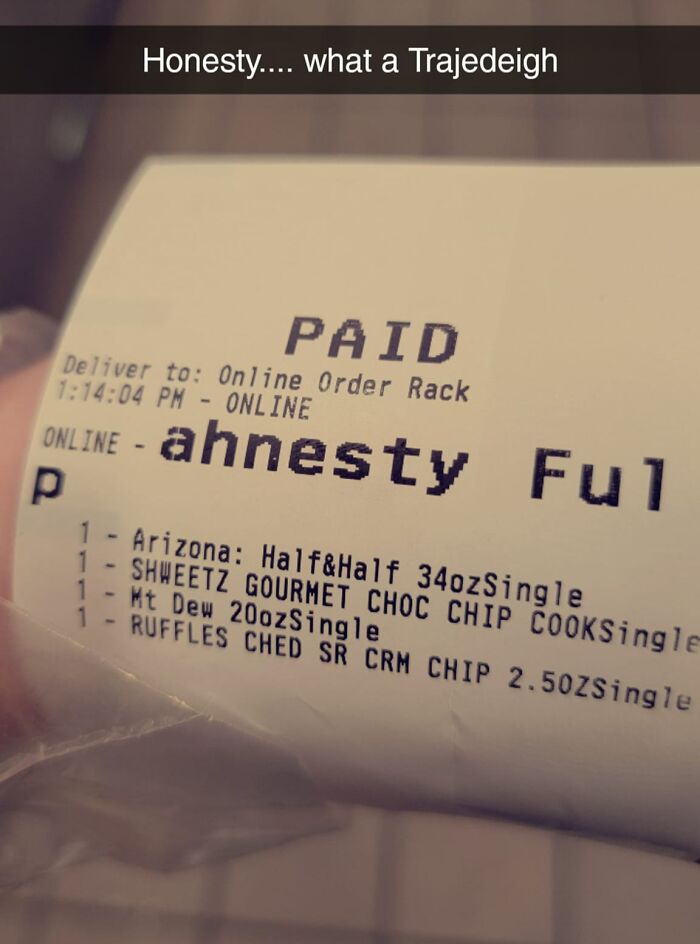 Honesty.... what a Trajedeigh
PAID
Deliver to: Online Order Rack
1:14:04 PM - ONLINE
ONLINE - ahnesty Ful
p
1 - Arizona: Half&Half 34ozSingle
1 - SHWEETZ GOURMET CHOC CHIP COOKSingle
1 - Mt Dew 20ozSingle
1 - RUFFLES CHED SR CRM CHIP 2.5OZSingle